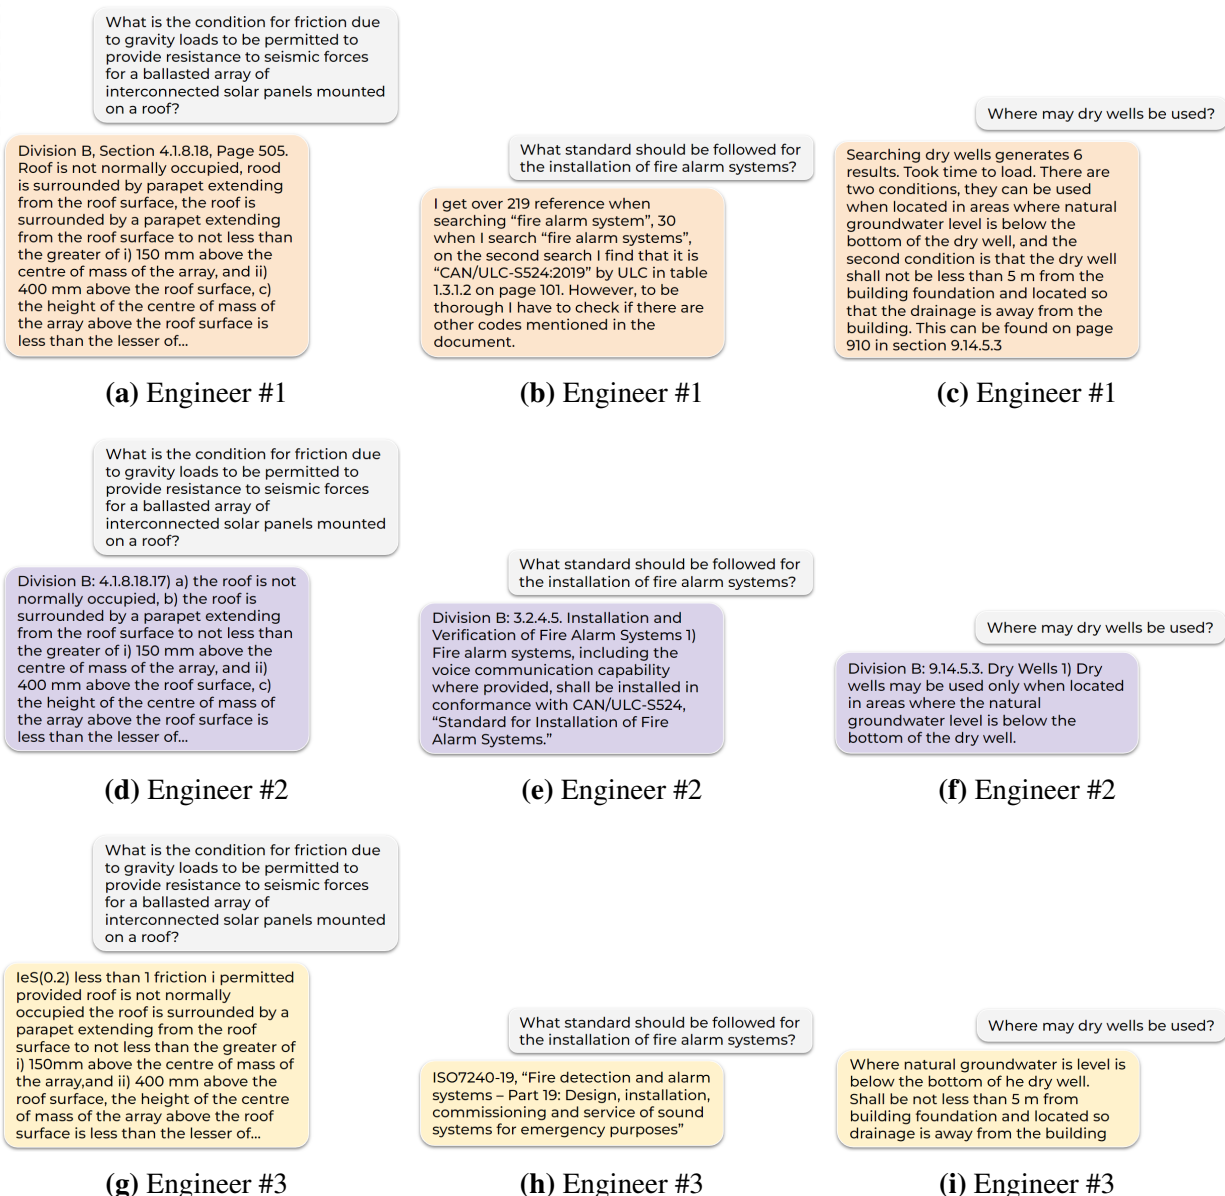 What is the condition for friction due
to gravity loads to be permitted to
provide resistance to seismic forces
for a ballasted array of
interconnected solar panels mounted
on a roof?
Division B, Section 4.1.8.18, Page 505.
Roof is not normally occupied, rood
is surrounded by parapet extending
from the roof surface, the roof is
surrounded by a parapet extending
from the roof surface to not less than
the greater of i) 150 mm above the
centre of mass of the array, and ii)
400 mm above the roof surface, c)
the height of the centre of mass of
the array above the roof surface is
less than the lesser of...
(a) Engineer #1
What standard should be followed for
the installation of fire alarm systems?
I get over 219 reference when
searching “fire alarm system”, 30
when I search “fire alarm systems”,
on the second search I find that it is
“CAN/ULC-S524:2019” by ULC in table
1.3.1.2 on page 101. However, to be
thorough I have to check if there are
other codes mentioned in the
document.
(b) Engineer #1
Where may dry wells be used?
Searching dry wells generates 6
results. Took time to load. There are
two conditions, they can be used
when located in areas where natural
groundwater level is below the
bottom of the dry well, and the
second condition is that the dry well
shall not be less than 5 m from the
building foundation and located so
that the drainage is away from the
building. This can be found on page
910 in section 9.14.5.3
(c) Engineer #1
What is the condition for friction due
to gravity loads to be permitted to
provide resistance to seismic forces
for a ballasted array of
interconnected solar panels mounted
on a roof?
Division B: 4.1.8.18.17) a) the roof is not
normally occupied, b) the roof is
surrounded by a parapet extending
from the roof surface to not less than
the greater of i) 150 mm above the
centre of mass of the array, and ii)
400 mm above the roof surface, c)
the height of the centre of mass of
the array above the roof surface is
less than the lesser of...
(d) Engineer #2
What standard should be followed for
the installation of fire alarm systems?
Division B: 3.2.4.5. Installation and
Verification of Fire Alarm Systems 1)
Fire alarm systems, including the
voice communication capability
where provided, shall be installed in
conformance with CAN/ULC-S524,
“Standard for Installation of Fire
Alarm Systems.”
(e) Engineer #2
Where may dry wells be used?
Division B: 9.14.5.3. Dry Wells 1) Dry
wells may be used only when located
in areas where the natural
groundwater level is below the
bottom of the dry well.
(f) Engineer #2
What is the condition for friction due
to gravity loads to be permitted to
provide resistance to seismic forces
for a ballasted array of
interconnected solar panels mounted
on a roof?
IeS(0.2) less than 1 friction i permitted
provided roof is not normally
occupied the roof is surrounded by a
parapet extending from the roof
surface to not less than the greater of
i) 150mm above the centre of mass of
the array,and ii) 400 mm above the
roof surface, the height of the centre
of mass of the array above the roof
surface is less than the lesser of...
(g) Engineer #3
What standard should be followed for
the installation of fire alarm systems?
ISO7240-19, “Fire detection and alarm
systems – Part 19: Design, installation,
commissioning and service of sound
systems for emergency purposes”
(h) Engineer #3
Where may dry wells be used?
Where natural groundwater is level is
below the bottom of he dry well.
Shall be not less than 5 m from
building foundation and located so
drainage is away from the building
(i) Engineer #3